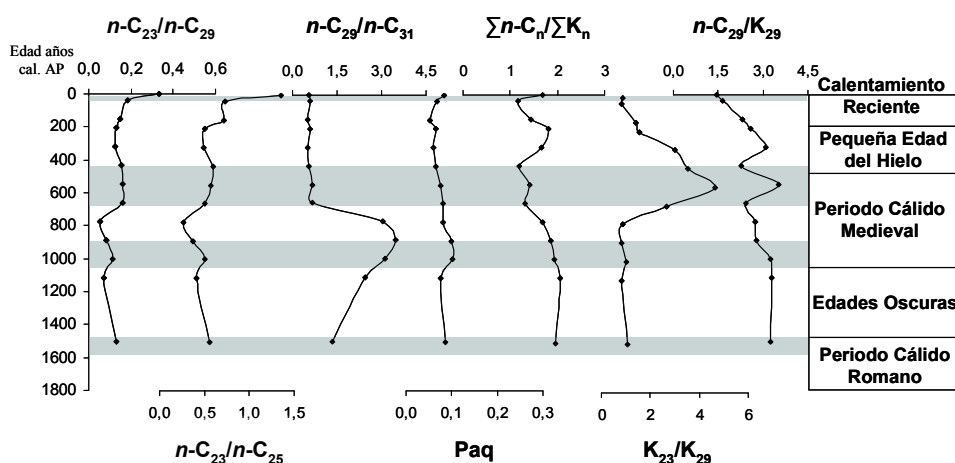 n-C23/n-C29
n-C29/n-C31
∑n-Cn/∑Kn
n-C29/K29
Edad años
cal. AP
0,0 0,2 0,4 0,6
0,0 1,5 3,0 4,5
0 1 2 3
0,0 1,5 3,0 4,5
0
200
400
600
800
1000
1200
1400
1600
1800
Calentamiento
Reciente
Pequeña Edad
del Hielo
Periodo Cálido
Medieval
Edades Oscuras
Periodo Cálido
Romano
0,0 0,5 1,0 1,5
0,0 0,1 0,2 0,3
0 2 4 6
n-C23/n-C25
Paq
K23/K29